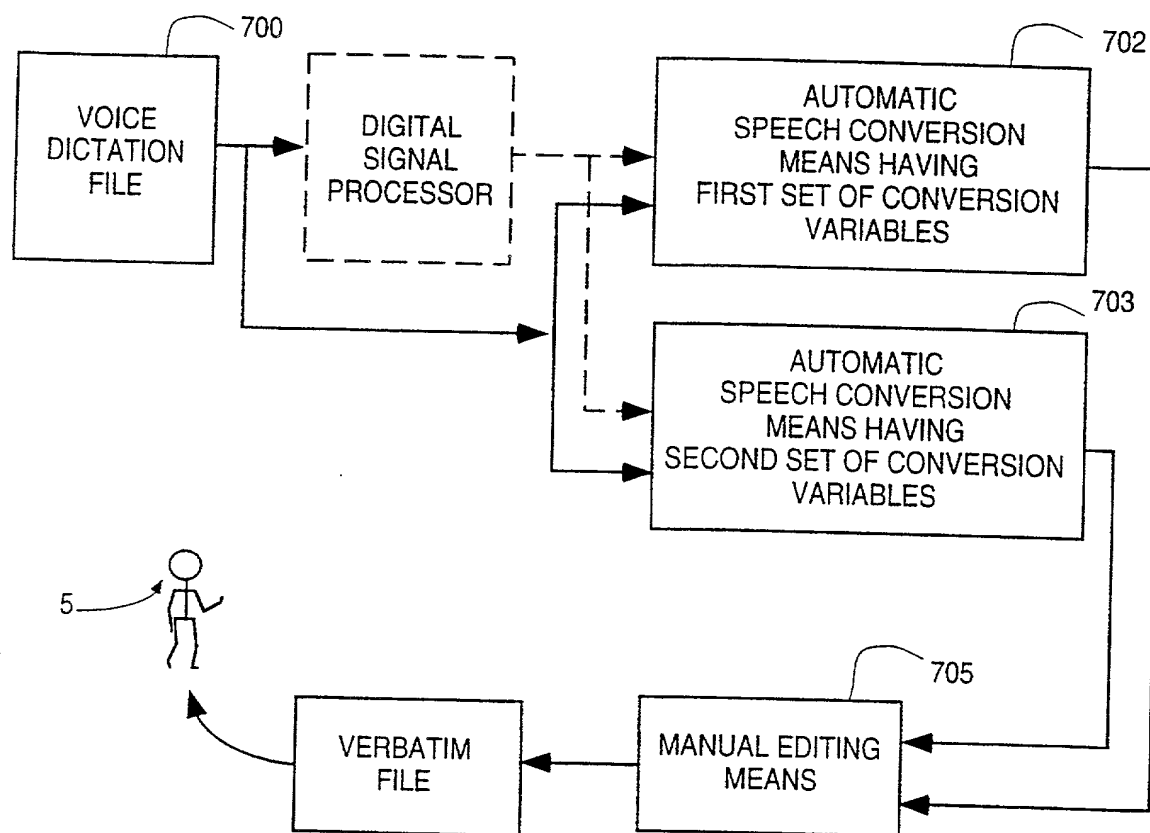 700
VOICE
DICTATION
FILE
DIGITAL
SIGNAL
PROCESSOR
702
AUTOMATIC
SPEECH CONVERSION
MEANS HAVING
FIRST SET OF CONVERSION
VARIABLES
703
AUTOMATIC
SPEECH CONVERSION
MEANS HAVING
SECOND SET OF CONVERSION
VARIABLES
5
VERBATIM
FILE
705
MANUAL EDITING
MEANS